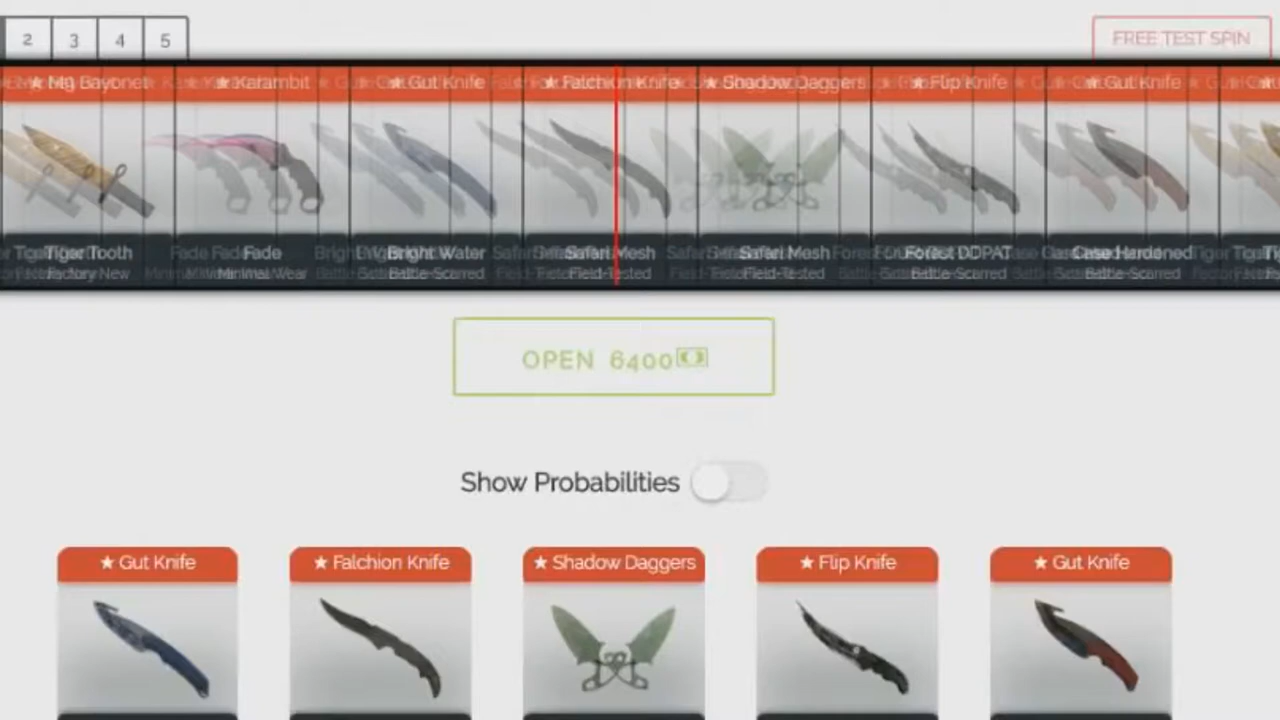 2 3 4 5
FREE TEST SPIN
★ M9 Bayonet ★ Karambit ★ Gut Knife ★ Falchion Knife ★ Shadow Daggers ★ Flip Knife ★ Gut Knife
Tiger Tooth Fade Bright Water Safari Mesh Safari Mesh Forest DDPAT Case Hardened
Factory New Minimal Wear Battle-Scarred Field-Tested Field-Tested Battle-Scarred Battle-Scarred
OPEN 6400
Show Probabilities
★ Gut Knife ★ Falchion Knife ★ Shadow Daggers ★ Flip Knife ★ Gut Knife